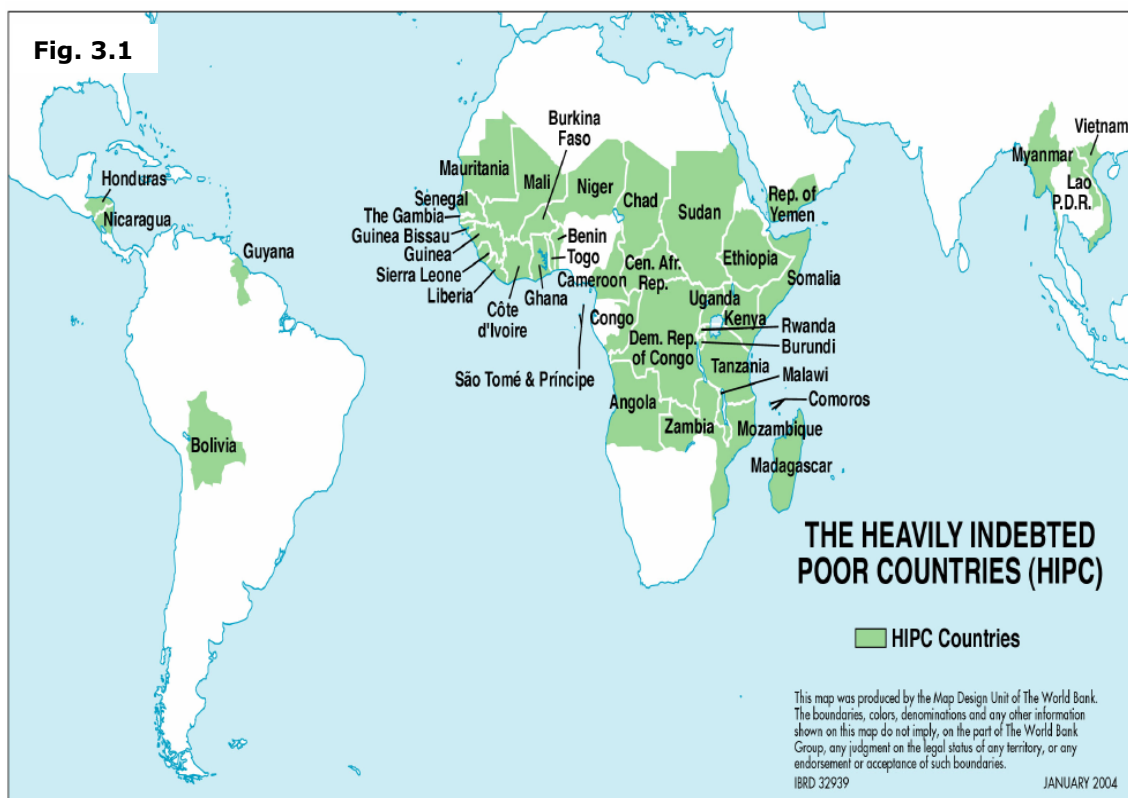 Fig. 3.1
Burkina
Faso
Vietnam
Mauritania
Myanmar
Honduras
Mali
Niger
Rep. of
Yemen
Lao
P.D.R.
Senegal
Chad
Sudan
Nicaragua
The Gambia
Guinea Bissau
Benin
Guyana
Guinea
Togo
Ethiopia
Sierra Leone
Cen. Afr.
Rep.
Somalia
Liberia
Cameroon
Ghana
Uganda
Côte
d'Ivoire
Congo
Kenya
Rwanda
Dem. Rep.
of Congo
Burundi
Tanzania
São Tomé & Príncipe
Malawi
Angola
Comoros
Zambia
Mozambique
Bolivia
Madagascar
THE HEAVILY INDEBTED
POOR COUNTRIES (HIPC)
HIPC Countries
This map was produced by the Map Design Unit of The World Bank.
The boundaries, colors, denominations and any other information
shown on this map do not imply, on the part of The World Bank
Group, any judgment on the legal status of any territory, or any
endorsement or acceptance of such boundaries.
IBRD 32939 JANUARY 2004